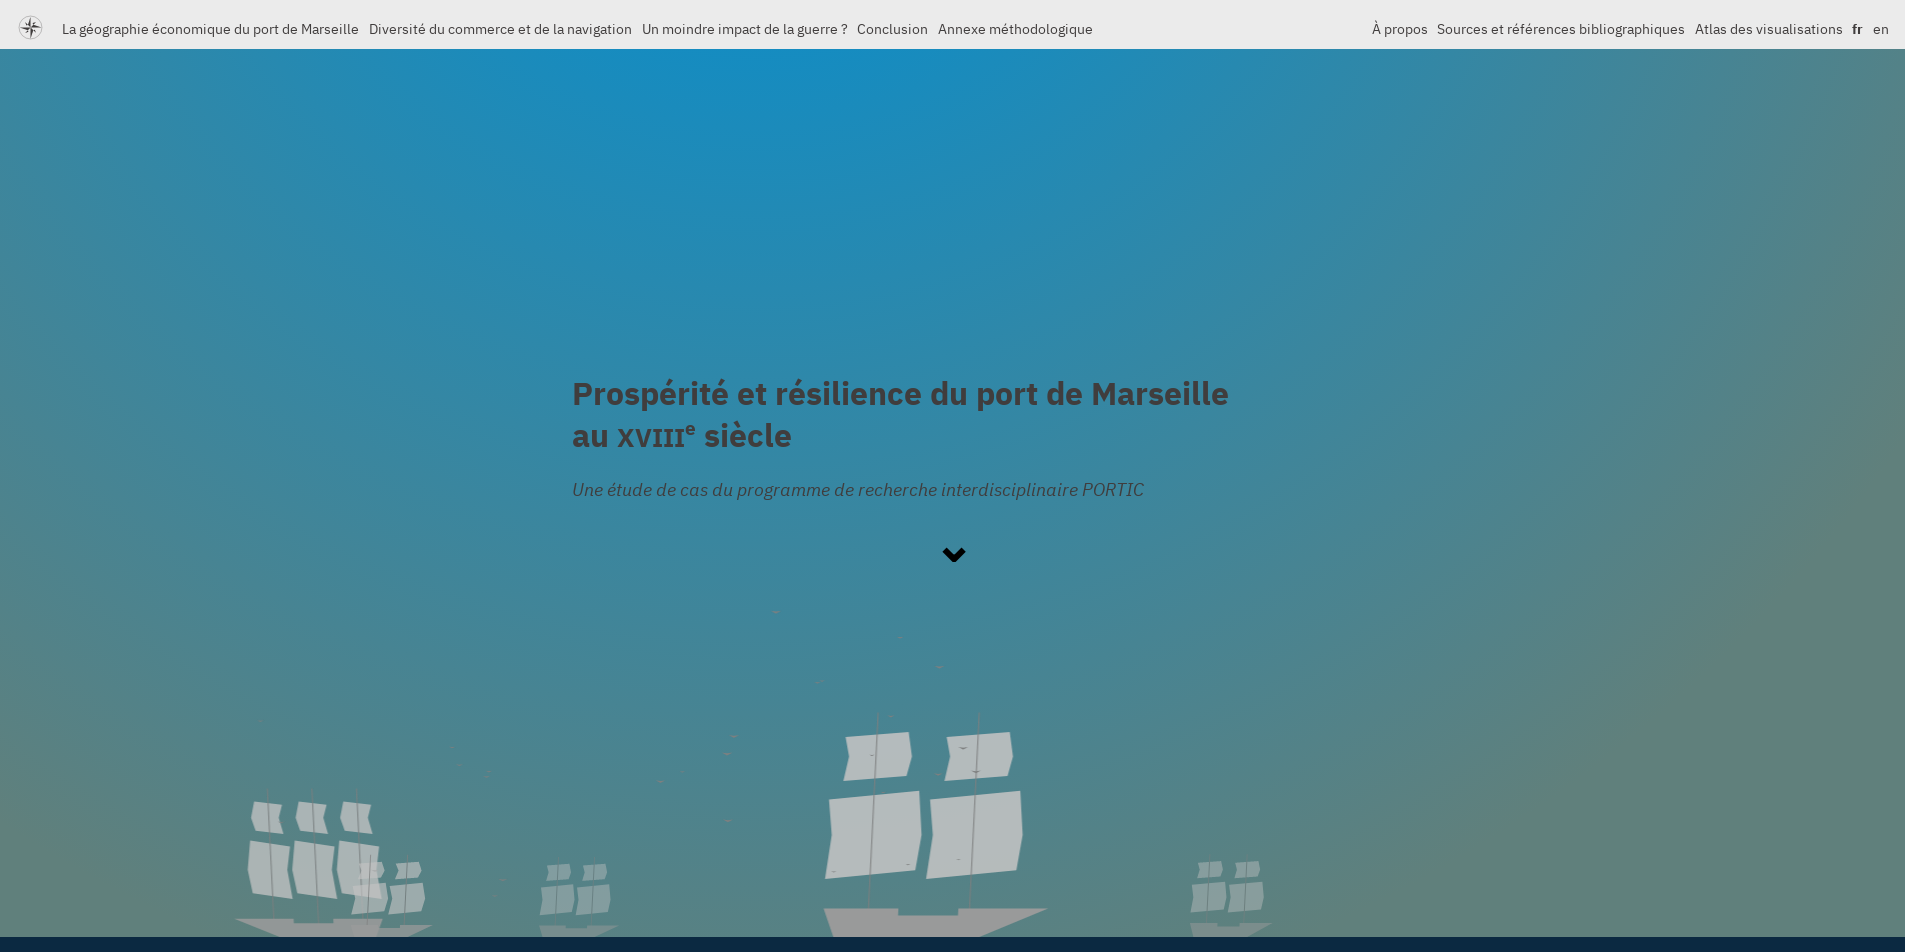 La géographie économique du port de Marseille Diversité du commerce et de la navigation Un moindre impact de la guerre ? Conclusion Annexe méthodologique À propos Sources et références bibliographiques Atlas des visualisations fr en
Prospérité et résilience du port de Marseille
au XVIIIe siècle
Une étude de cas du programme de recherche interdisciplinaire PORTIC